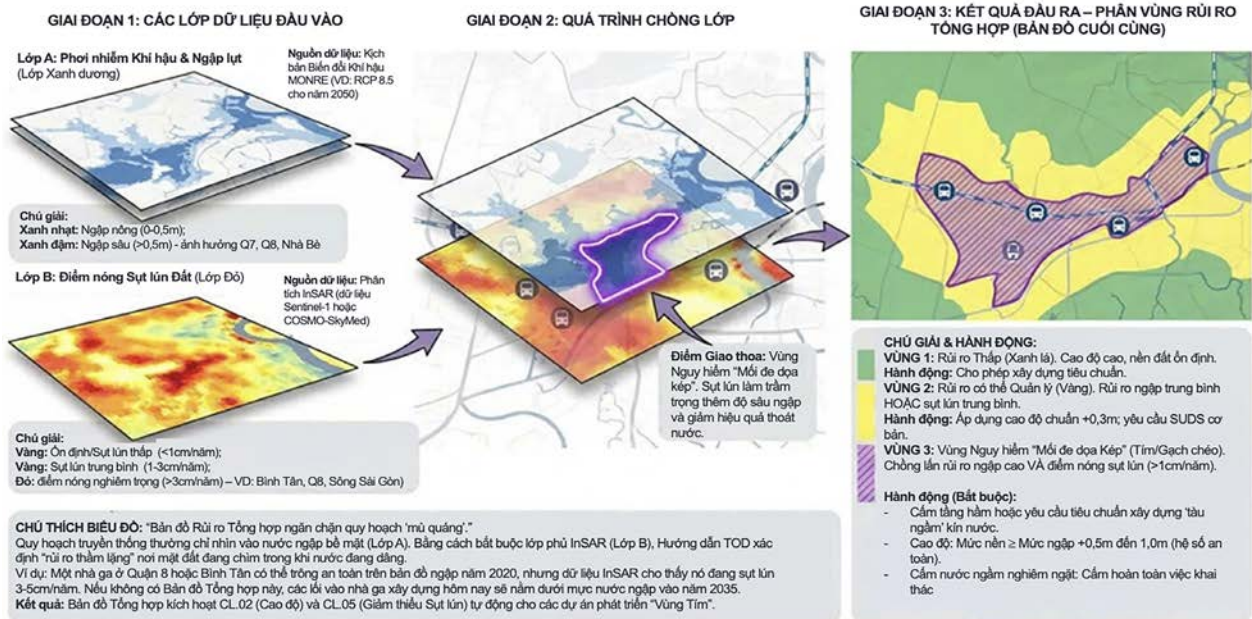 GIAI ĐOẠN 1: CÁC LỚP DỮ LIỆU ĐẦU VÀO
Lớp A: Phơi nhiễm Khí hậu & Ngập lụt
(Lớp Xanh dương)
Nguồn dữ liệu: Kịch
bản Biến đổi Khí hậu
MONRE (VD: RCP 8.5
cho năm 2050)
Chú giải:
Xanh nhạt: Ngập nông (0-0,5m);
Xanh đậm: Ngập sâu (>0,5m) - ảnh hưởng Q7, Q8, Nhà Bè
Lớp B: Điểm nóng Sụt lún Đất (Lớp Đỏ)
Nguồn dữ liệu: Phân
tích InSAR (dữ liệu
Sentinel-1 hoặc
COSMO-SkyMed)
Chú giải:
Vàng: Ổn định/Sụt lún thấp (<1cm/năm);
Vàng: Sụt lún trung bình (1-3cm/năm);
Đỏ: điểm nóng nghiêm trọng (>3cm/năm) – VD: Bình Tân, Q8, Sông Sài Gòn)
GIAI ĐOẠN 2: QUÁ TRÌNH CHỒNG LỚP
Điểm Giao thoa: Vùng
Nguy hiểm "Mối đe dọa
kép". Sụt lún làm trầm
trọng thêm độ sâu ngập
và giảm hiệu quả thoát
nước.
GIAI ĐOẠN 3: KẾT QUẢ ĐẦU RA – PHÂN VÙNG RỦI RO
TỔNG HỢP (BẢN ĐỒ CUỐI CÙNG)
CHÚ GIẢI & HÀNH ĐỘNG:
VÙNG 1: Rủi ro Thấp (Xanh lá). Cao độ cao, nền đất ổn định.
Hành động: Cho phép xây dựng tiêu chuẩn.
VÙNG 2: Rủi ro có thể Quản lý (Vàng). Rủi ro ngập trung bình
HOẶC sụt lún trung bình.
Hành động: Áp dụng cao độ chuẩn +0,3m; yêu cầu SUDS cơ
bản.
VÙNG 3: Vùng Nguy hiểm "Mối đe dọa Kép" (Tím/Gạch chéo).
Chồng lấn rủi ro ngập cao VÀ điểm nóng sụt lún (>1cm/năm).
Hành động (Bắt buộc):
- Cấm tầng hầm hoặc yêu cầu tiêu chuẩn xây dựng 'tàu
ngầm' kín nước.
- Cao độ: Mức nền ≥ Mức ngập +0,5m đến 1,0m (hệ số an
toàn).
- Cấm nước ngầm nghiêm ngặt: Cấm hoàn toàn việc khai
thác
CHÚ THÍCH BIỂU ĐỒ: "Bản đồ Rủi ro Tổng hợp ngăn chặn quy hoạch 'mù quáng'."
Quy hoạch truyền thống thường chỉ nhìn vào nước ngập bề mặt (Lớp A). Bằng cách bắt buộc lớp phủ InSAR (Lớp B), Hướng dẫn TOD xác
định "rủi ro thầm lặng" nơi mặt đất đang chìm trong khi nước đang dâng.
Ví dụ: Một nhà ga ở Quận 8 hoặc Bình Tân có thể trông an toàn trên bản đồ ngập năm 2020, nhưng dữ liệu InSAR cho thấy nó đang sụt lún
3-5cm/năm. Nếu không có Bản đồ Tổng hợp này, các lối vào nhà ga xây dựng hôm nay sẽ nằm dưới mực nước ngập vào năm 2035.
Kết quả: Bản đồ Tổng hợp kích hoạt CL.02 (Cao độ) và CL.05 (Giảm thiểu Sụt lún) tự động cho các dự án phát triển "Vùng Tím".